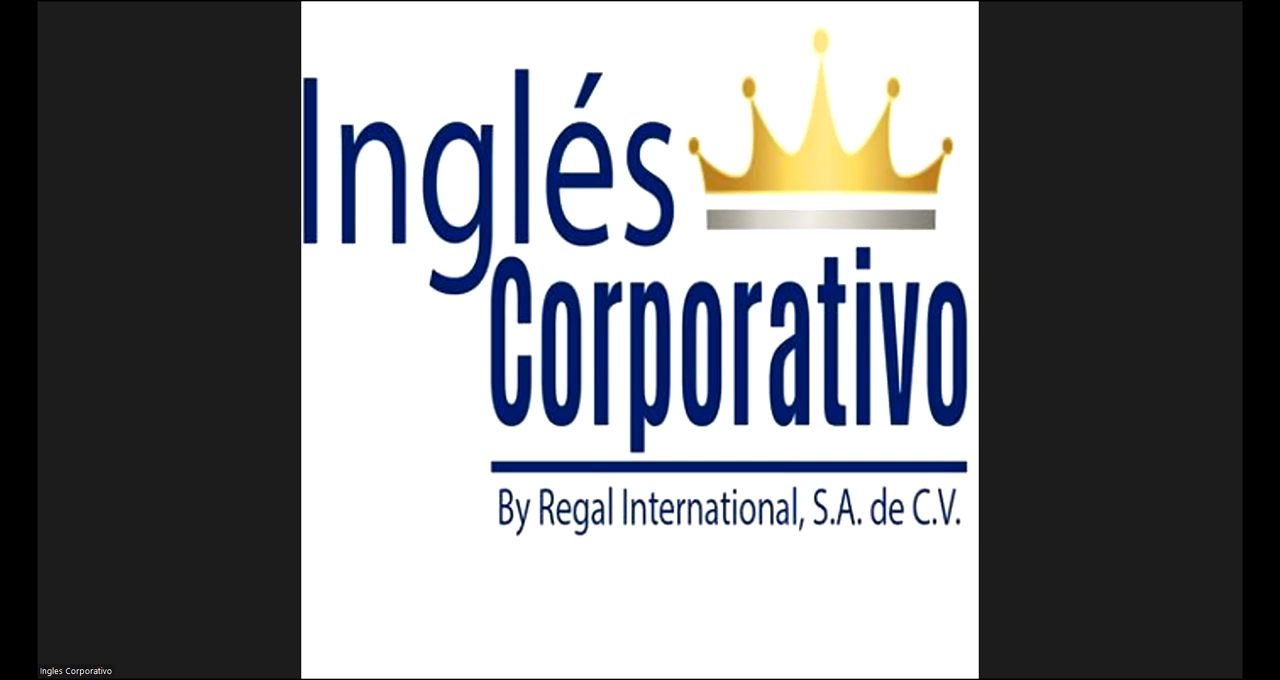 Inglés
Corporativo
By Regal International, S.A. de C.V.
Ingles Corporativo